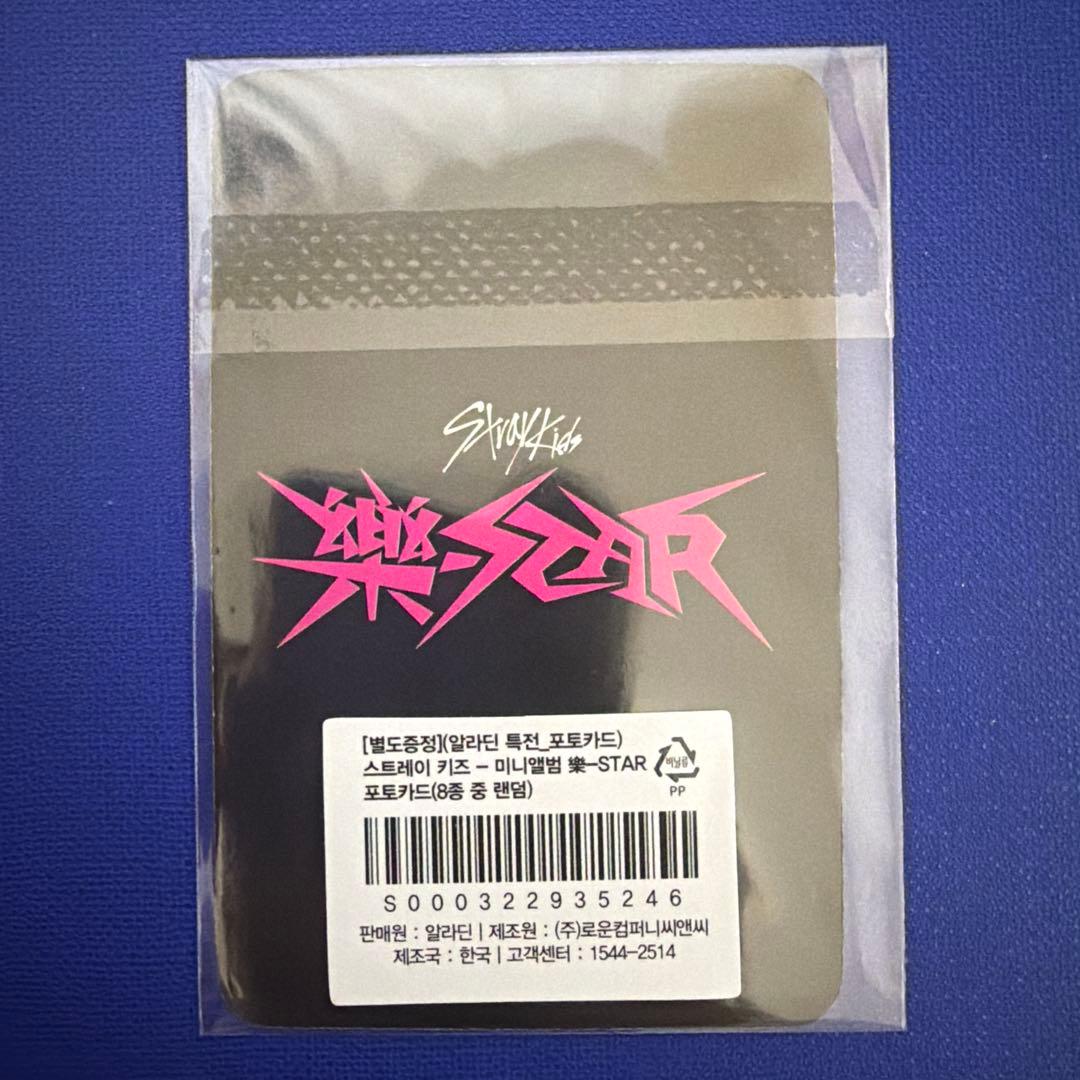 Stray Kids
樂-STAR
[별도증정](알라딘 특전_포토카드)
스트레이 키즈 - 미니앨범 樂-STAR
포토카드(8종 중 랜덤)
비닐류
PP
S000322935246
판매원 : 알라딘 | 제조원 : (주)로운컴퍼니씨앤씨
제조국 : 한국 | 고객센터 : 1544-2514